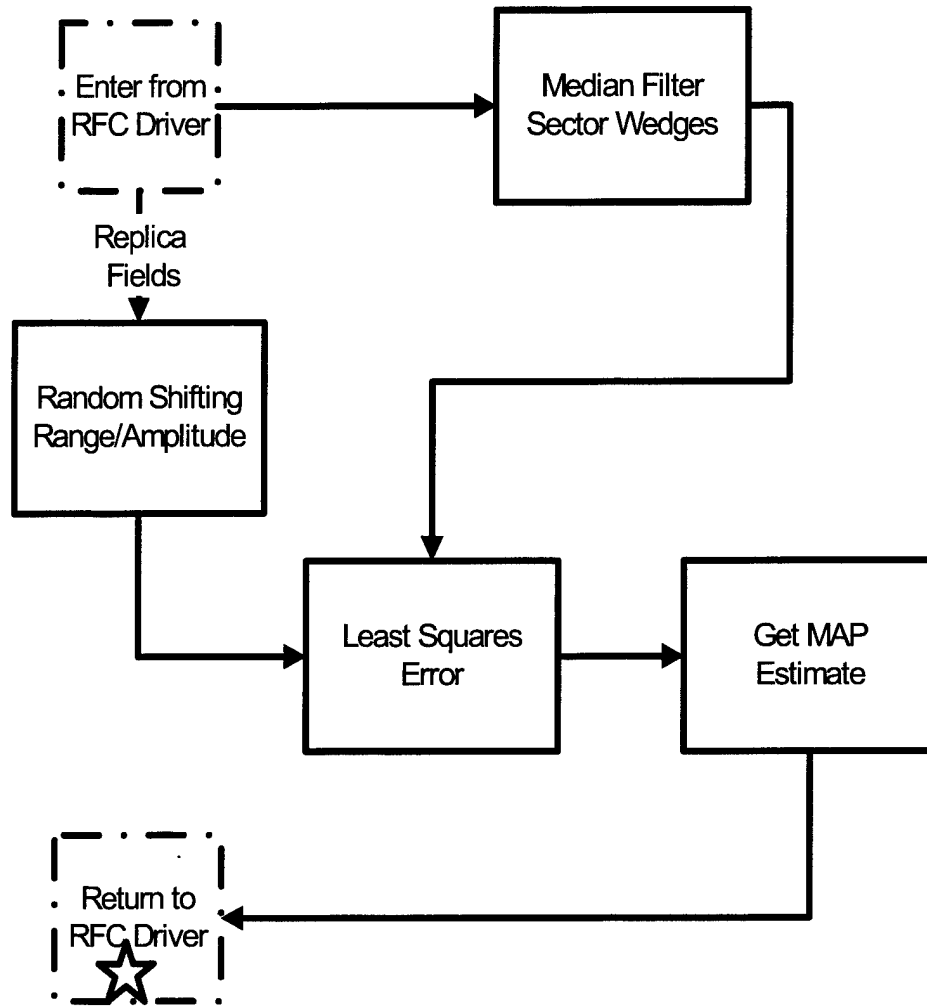 Enter from
RFC Driver
Median Filter
Sector Wedges
Replica
Fields
Random Shifting
Range/Amplitude
Least Squares
Error
Get MAP
Estimate
Return to
RFC Driver